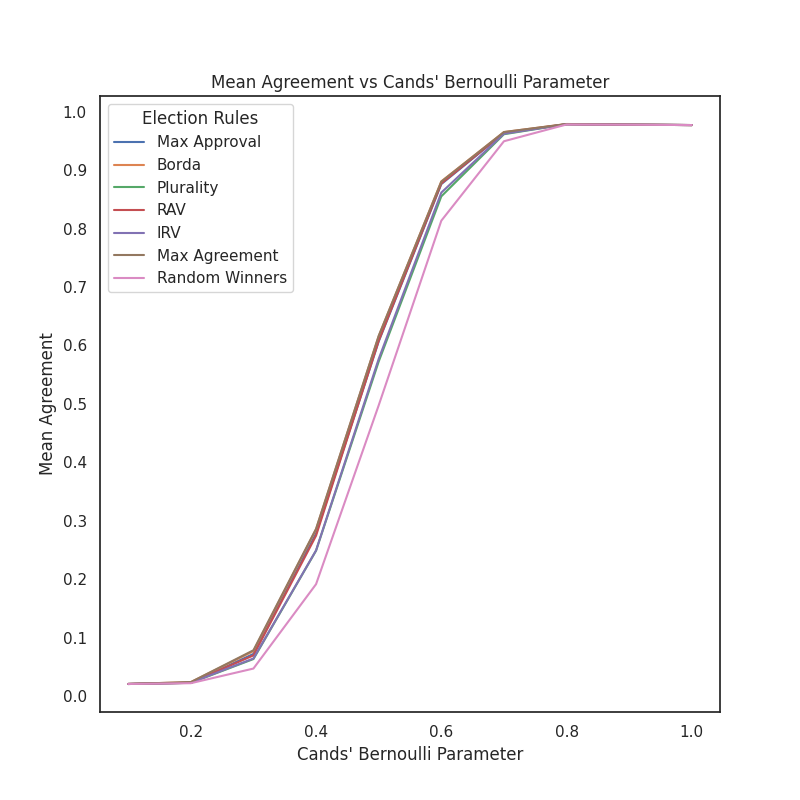 Mean Agreement vs Cands' Bernoulli Parameter
Election Rules
Max Approval
Borda
Plurality
RAV
IRV
Max Agreement
Random Winners
Mean Agreement
1.0
0.9
0.8
0.7
0.6
0.5
0.4
0.3
0.2
0.1
0.0
0.2 0.4 0.6 0.8 1.0
Cands' Bernoulli Parameter